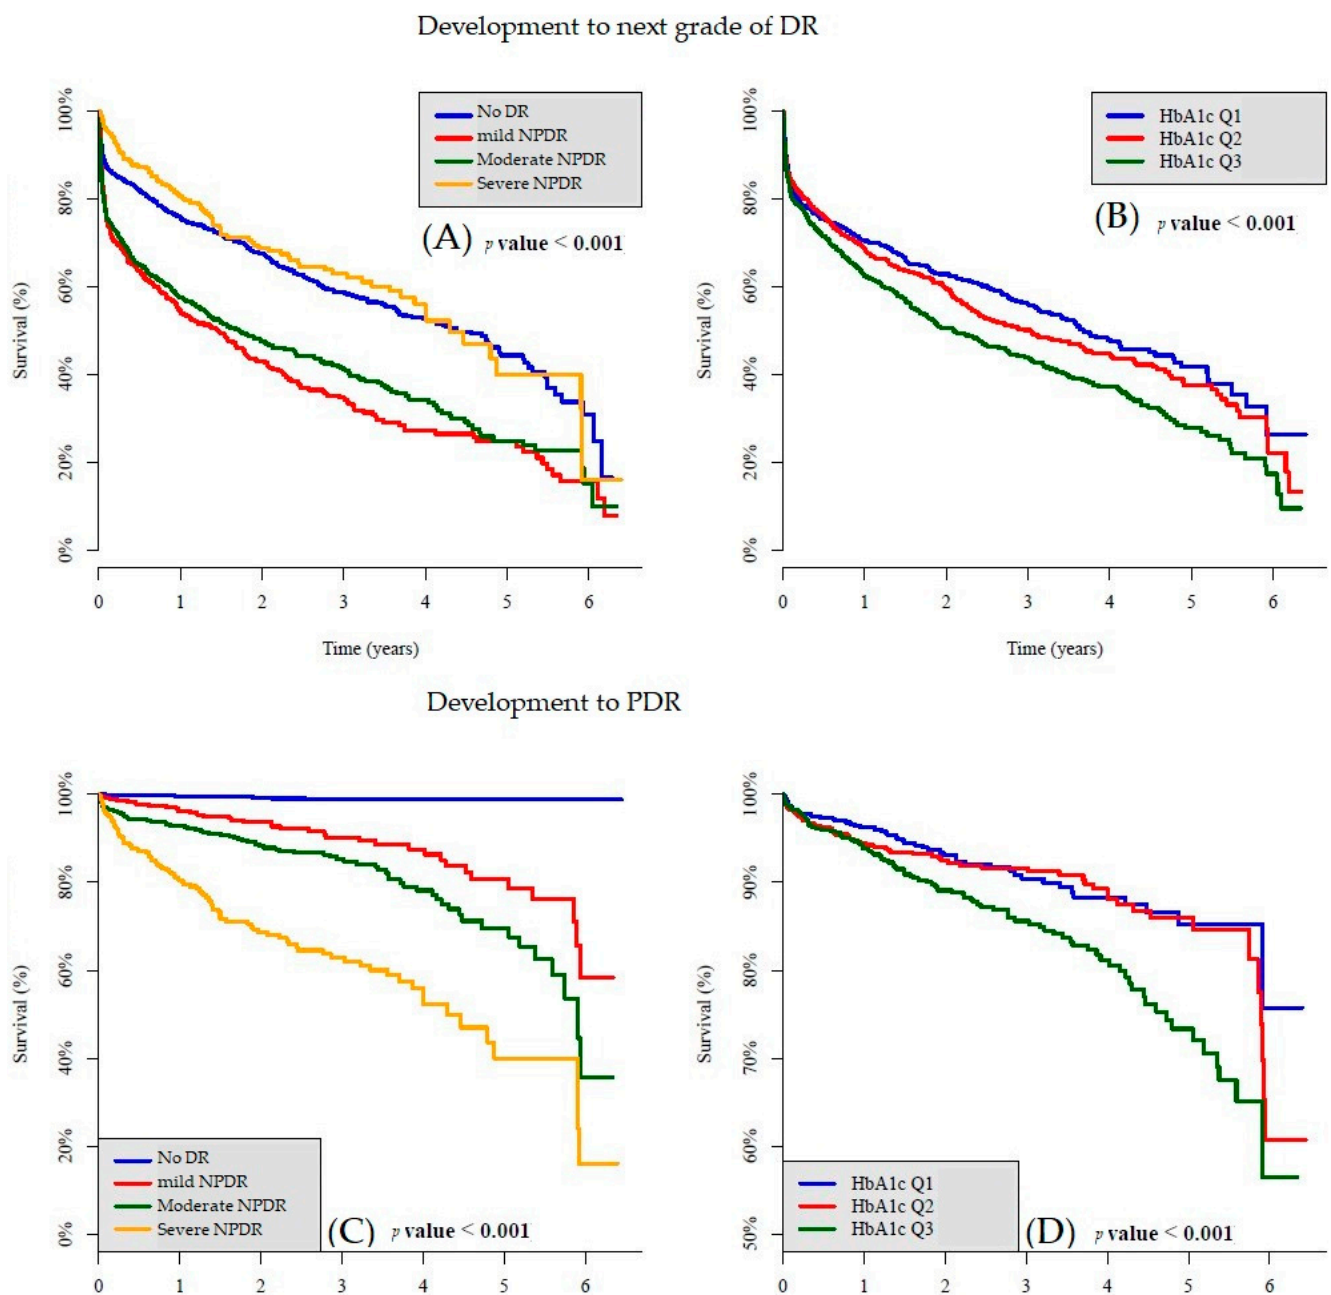 Development to next grade of DR
No DR
mild NPDR
Moderate NPDR
Severe NPDR
(A) p value < 0.001
Survival (%)
100%
80%
60%
40%
20%
0%
0 1 2 3 4 5 6
Time (years)
HbA1c Q1
HbA1c Q2
HbA1c Q3
(B) p value < 0.001
Survival (%)
100%
80%
60%
40%
20%
0%
0 1 2 3 4 5 6
Time (years)
Development to PDR
Survival (%)
100%
80%
60%
40%
20%
0%
No DR
mild NPDR
Moderate NPDR
Severe NPDR
(C) p value < 0.001
0 1 2 3 4 5 6
Survival (%)
100%
90%
80%
70%
60%
50%
HbA1c Q1
HbA1c Q2
HbA1c Q3
(D) p value < 0.001
0 1 2 3 4 5 6